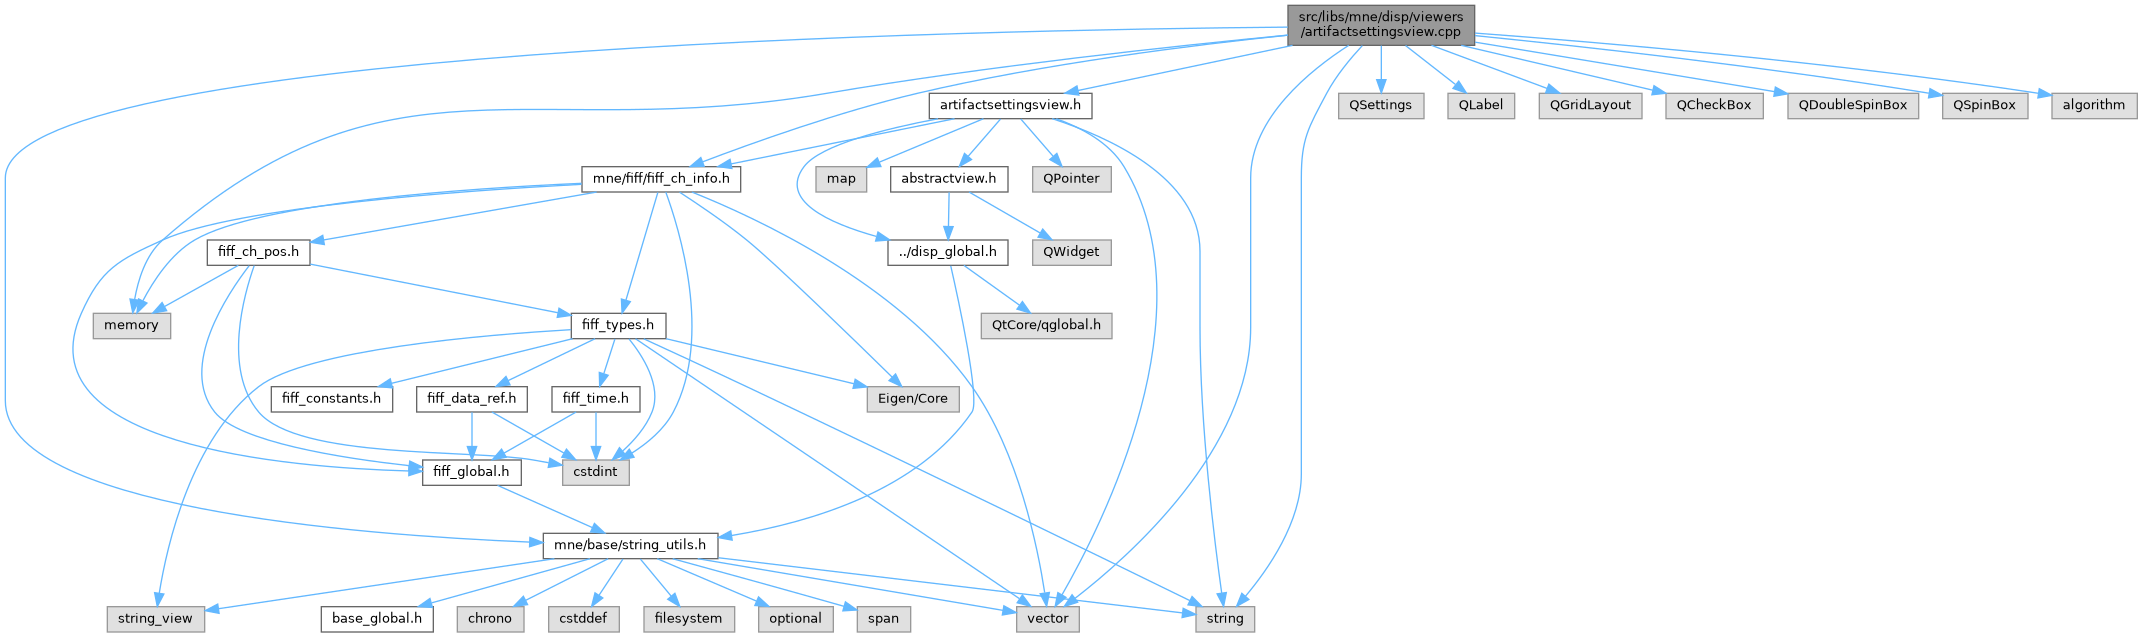 src/libs/mne/disp/viewers
/artifactsettingsview.cpp
artifactsettingsview.h
QSettings
QLabel
QGridLayout
QCheckBox
QDoubleSpinBox
QSpinBox
algorithm
mne/fiff/fiff_ch_info.h
map
abstractview.h
QPointer
fiff_ch_pos.h
../disp_global.h
QWidget
memory
fiff_types.h
QtCore/qglobal.h
fiff_constants.h
fiff_data_ref.h
fiff_time.h
Eigen/Core
fiff_global.h
cstdint
mne/base/string_utils.h
string_view
base_global.h
chrono
cstddef
filesystem
optional
span
vector
string